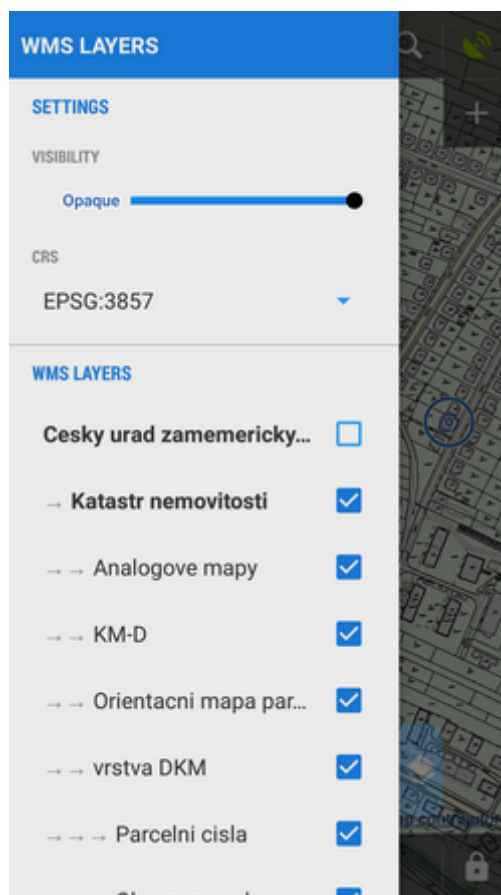 WMS LAYERS
SETTINGS
VISIBILITY
Opaque
CRS
EPSG:3857
WMS LAYERS
Cesky urad zamemericky...
→ Katastr nemovitosti
→ → Analogove mapy
→ → KM-D
→ → Orientacni mapa par...
→ → vrstva DKM
→ → → Parcelni cisla